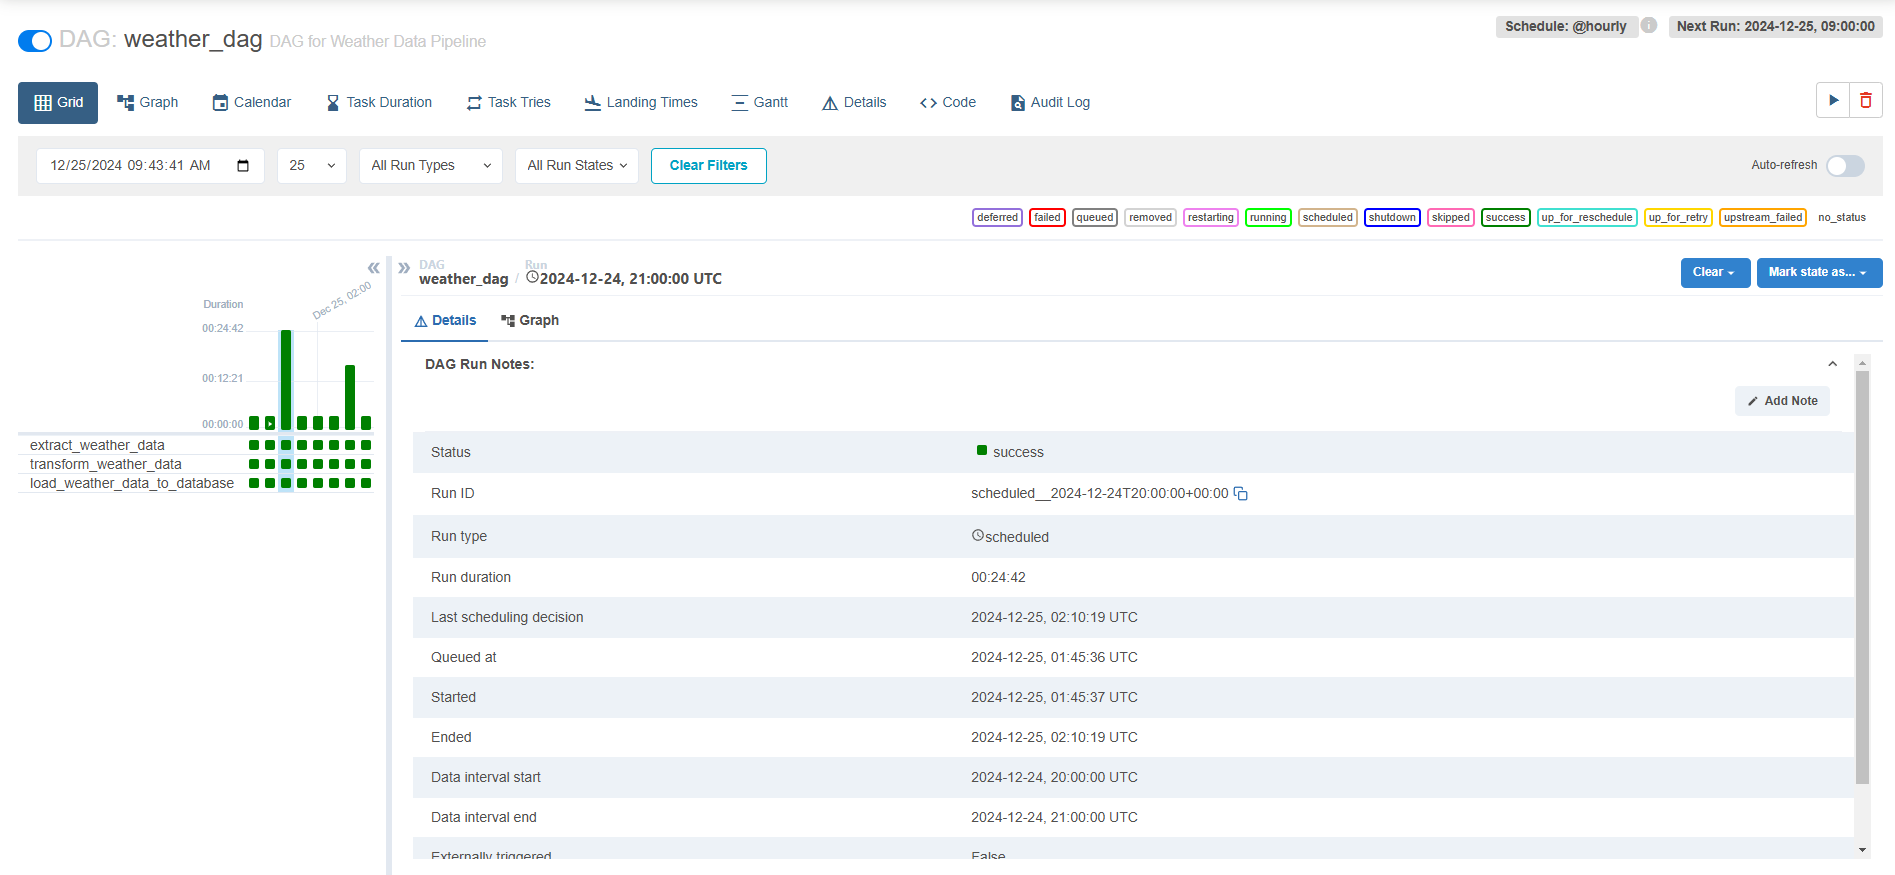 DAG: weather_dag DAG for Weather Data Pipeline
Schedule: @hourly
Next Run: 2024-12-25, 09:00:00
Grid
Graph
Calendar
Task Duration
Task Tries
Landing Times
Gantt
Details
Code
Audit Log
12/25/2024 09:43:41 AM
25
All Run Types
All Run States
Clear Filters
Auto-refresh
deferred
failed
queued
removed
restarting
running
scheduled
shutdown
skipped
success
up_for_reschedule
up_for_retry
upstream_failed
no_status
Duration
Dec 25, 02:00
00:24:42
00:12:21
00:00:00
extract_weather_data
transform_weather_data
load_weather_data_to_database
DAG
weather_dag
/
Run
2024-12-24, 21:00:00 UTC
Clear
Mark state as...
Details
Graph
DAG Run Notes:
Add Note
Status success
Run ID scheduled__2024-12-24T20:00:00+00:00
Run type scheduled
Run duration 00:24:42
Last scheduling decision 2024-12-25, 02:10:19 UTC
Queued at 2024-12-25, 01:45:36 UTC
Started 2024-12-25, 01:45:37 UTC
Ended 2024-12-25, 02:10:19 UTC
Data interval start 2024-12-24, 20:00:00 UTC
Data interval end 2024-12-24, 21:00:00 UTC
Externally triggered False